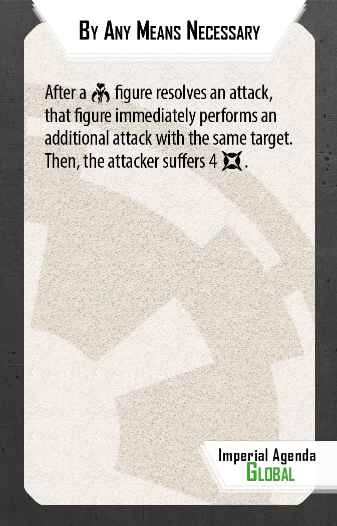 By Any Means Necessary
After a figure resolves an attack,
that figure immediately performs an
additional attack with the same target.
Then, the attacker suffers 4 .
Imperial Agenda
Global